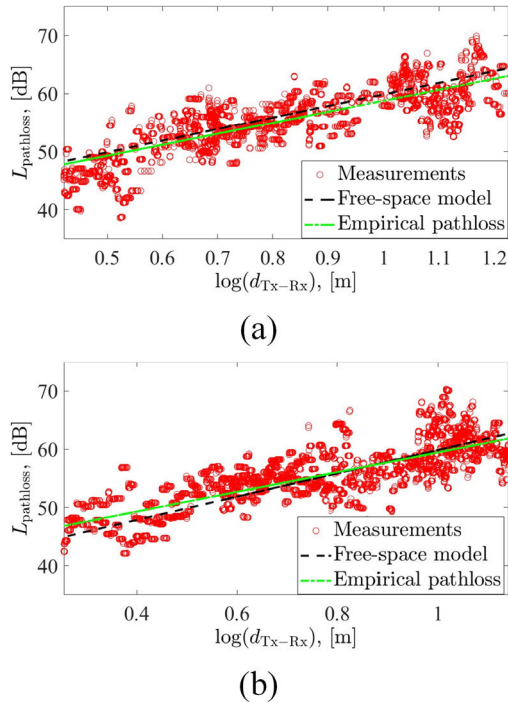 70
60
50
40
L_pathloss, [dB]
Measurements
Free-space model
Empirical pathloss
0.5 0.6 0.7 0.8 0.9 1 1.1 1.2
log(d_Tx−Rx), [m]
(a)
70
60
50
40
L_pathloss, [dB]
Measurements
Free-space model
Empirical pathloss
0.4 0.6 0.8 1
log(d_Tx−Rx), [m]
(b)